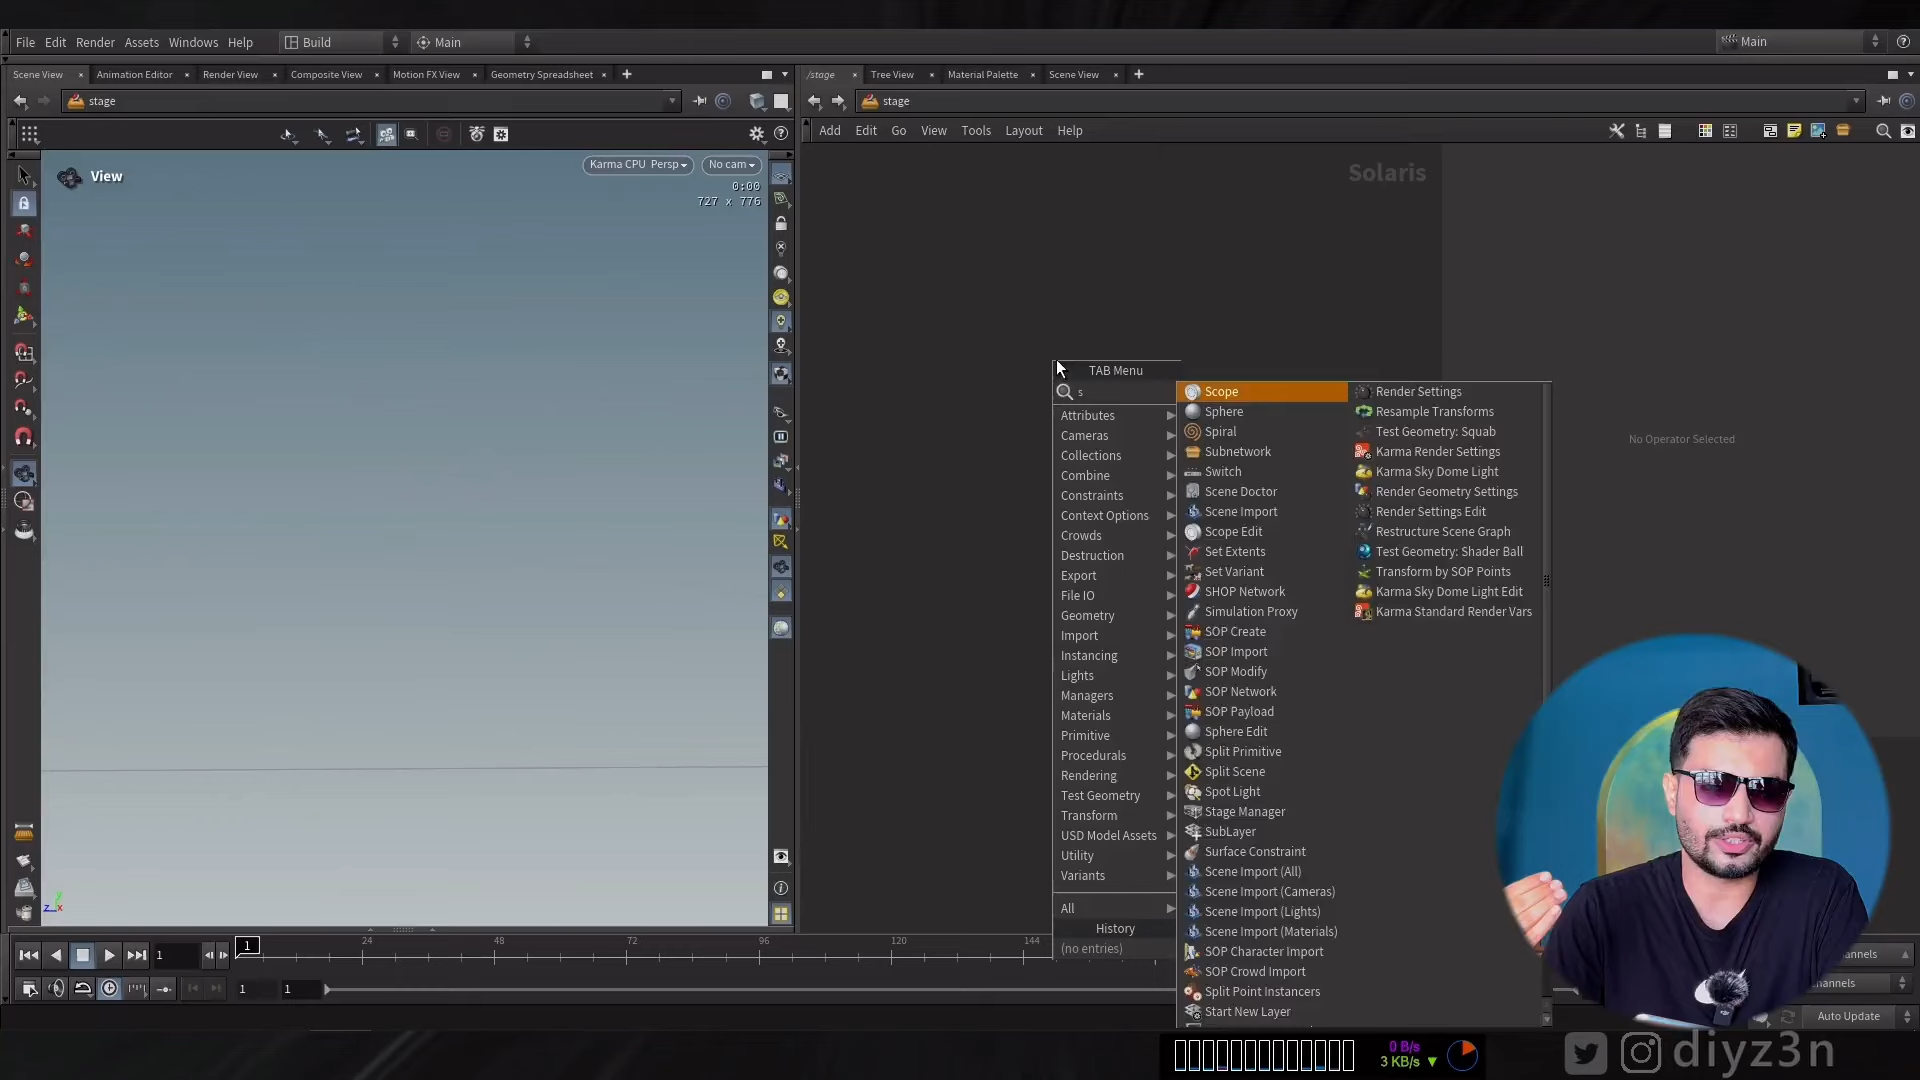 File Edit Render Assets Windows Help Build Main Main
Scene View Animation Editor Render View Composite View Motion FX View Geometry Spreadsheet
/stage Tree View Material Palette Scene View
stage
stage
Add Edit Go View Tools Layout Help
View
Karma CPU Persp No cam
0:00
727 x 776
Solaris
No Operator Selected
TAB Menu
s
Attributes
Cameras
Collections
Combine
Constraints
Context Options
Crowds
Destruction
Export
File IO
Geometry
Import
Instancing
Lights
Managers
Materials
Primitive
Procedurals
Rendering
Test Geometry
Transform
USD Model Assets
Utility
Variants
All
History
(no entries)
Scope
Sphere
Spiral
Subnetwork
Switch
Scene Doctor
Scene Import
Scope Edit
Set Extents
Set Variant
SHOP Network
Simulation Proxy
SOP Create
SOP Import
SOP Modify
SOP Network
SOP Payload
Sphere Edit
Split Primitive
Split Scene
Spot Light
Stage Manager
SubLayer
Surface Constraint
Scene Import (All)
Scene Import (Cameras)
Scene Import (Lights)
Scene Import (Materials)
SOP Character Import
SOP Crowd Import
Split Point Instancers
Start New Layer
Render Settings
Resample Transforms
Test Geometry: Squab
Karma Render Settings
Karma Sky Dome Light
Render Geometry Settings
Render Settings Edit
Restructure Scene Graph
Test Geometry: Shader Ball
Transform by SOP Points
Karma Sky Dome Light Edit
Karma Standard Render Vars
z x y
1 1 24 48 72 96 120 144
1 1
Auto Update
0 B/s
3 KB/s
diyz3n